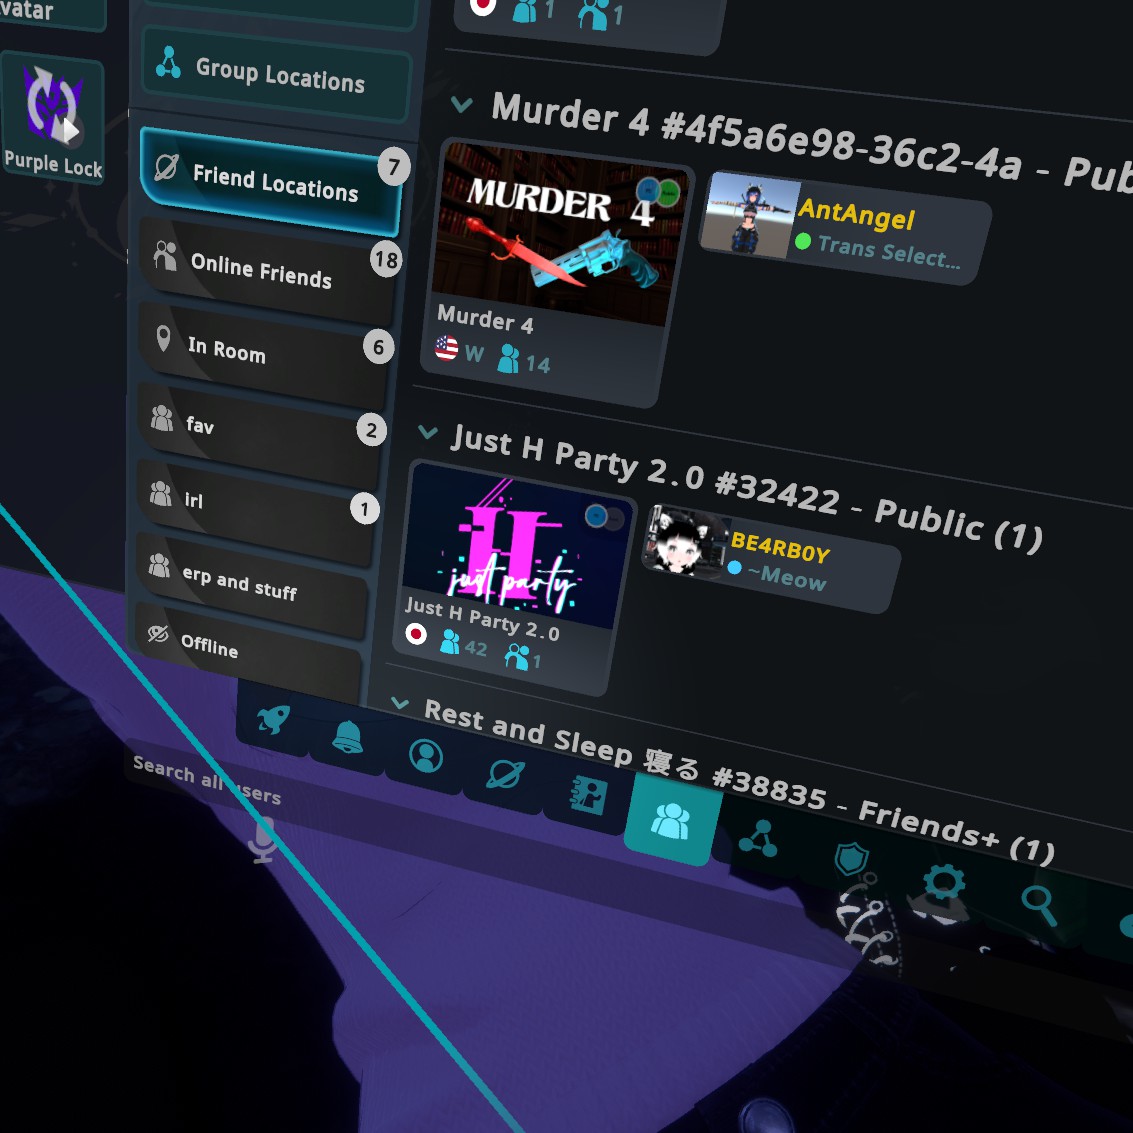 vatar
Purple Lock
Group Locations
Friend Locations
7
Online Friends
18
In Room
6
fav
2
irl
1
erp and stuff
Offline
1
1
Murder 4 #4f5a6e98-36c2-4a - Pub
MURDER 4
Murder 4
W
14
AntAngel
Trans Select...
Just H Party 2.0 #32422 - Public (1)
H
just party
Just H Party 2.0
42
1
BE4RB0Y
~Meow
Rest and Sleep 寝る #38835 - Friends+ (1)
Search all users